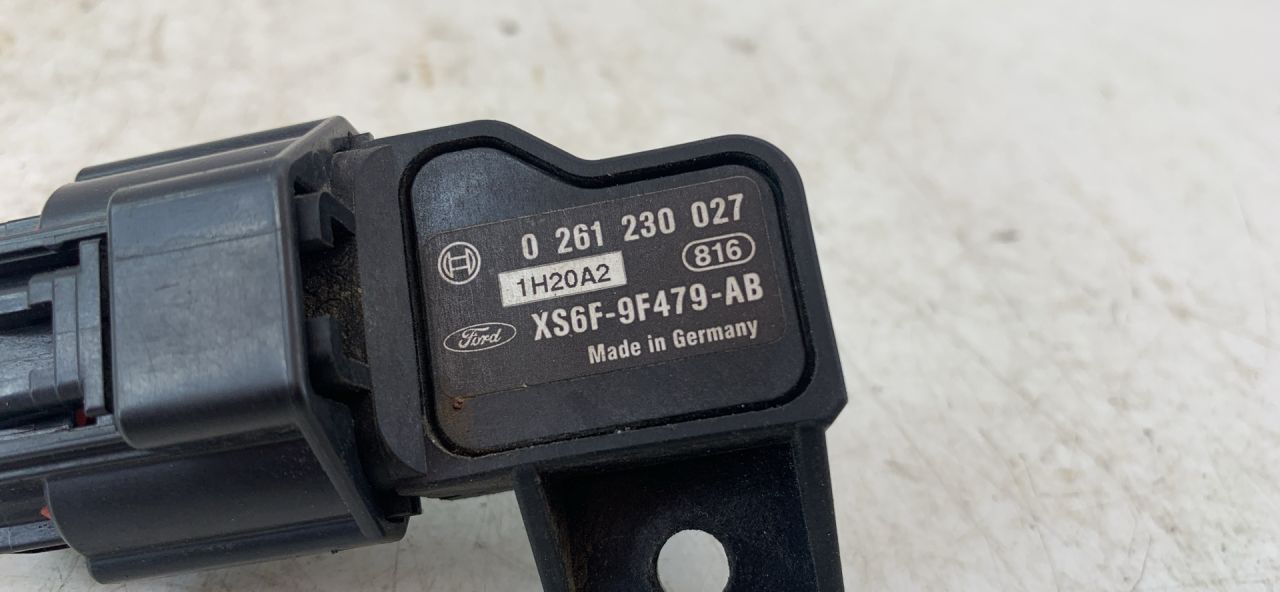 0 261 230 027
1H20A2 816
Ford XS6F-9F479-AB
Made in Germany